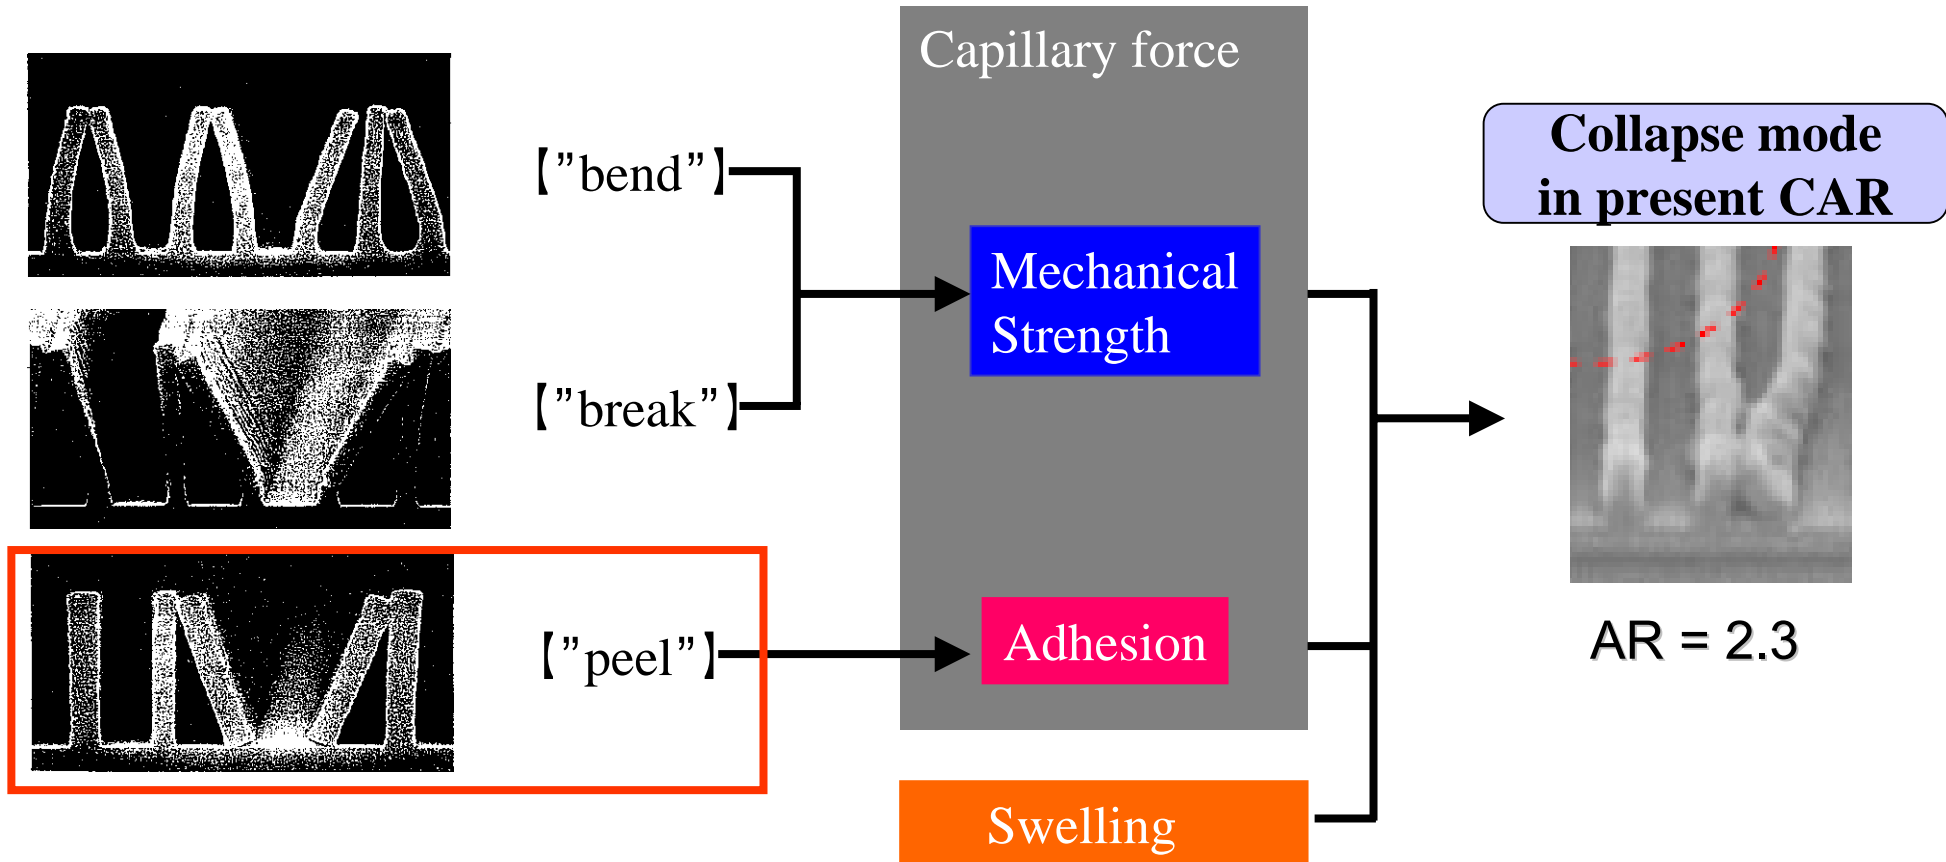 Capillary force
【”bend”】
【”break”】
【”peel”】
Mechanical
Strength
Adhesion
Swelling
Collapse mode
in present CAR
AR = 2.3